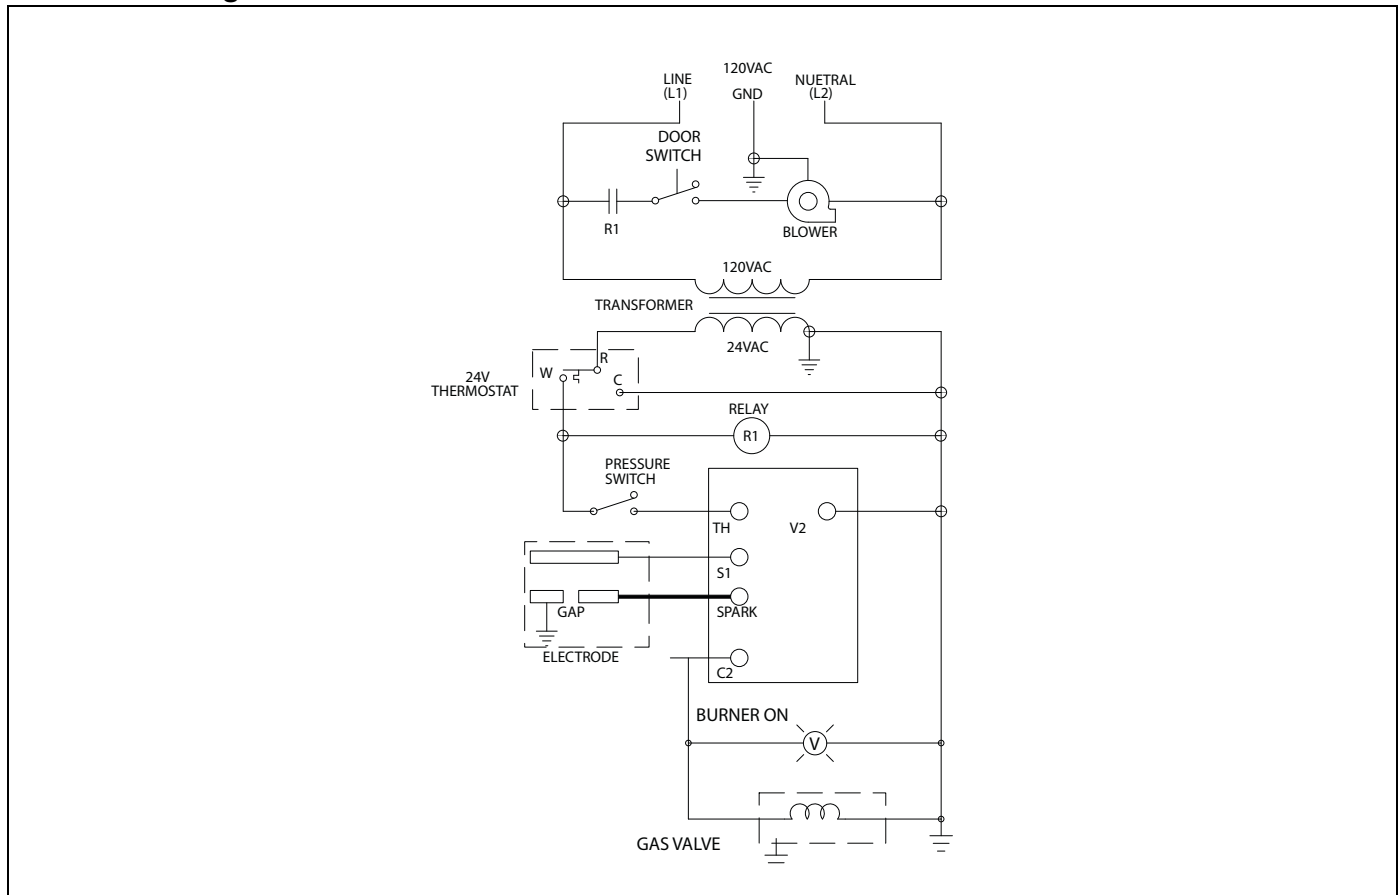 120VAC
LINE
(L1)
GND
NUETRAL
(L2)
DOOR
SWITCH
R1
BLOWER
120VAC
TRANSFORMER
24VAC
24V
THERMOSTAT
W
R
C
RELAY
R1
PRESSURE
SWITCH
TH
V2
S1
GAP
SPARK
ELECTRODE
C2
BURNER ON
V
GAS VALVE